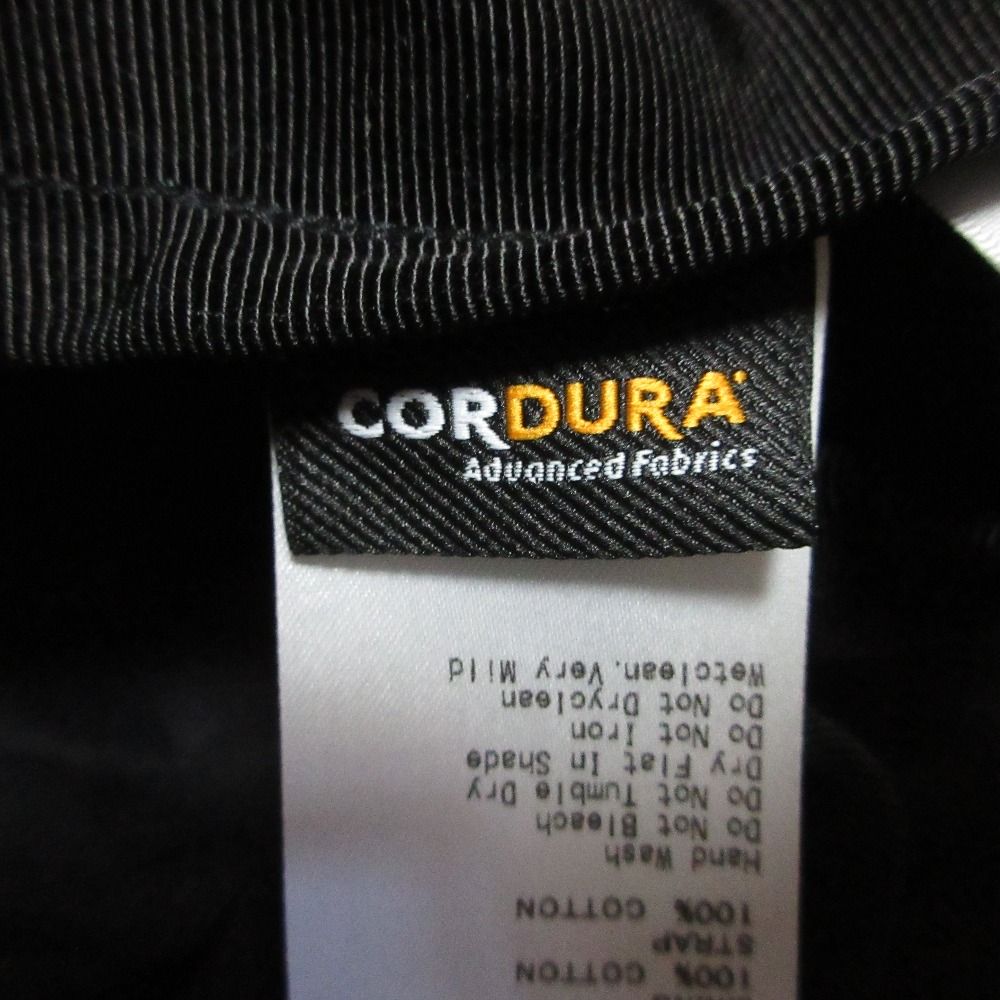 CORDURA
Advanced Fabrics
100% COTTON
STRAP
100% COTTON
Hand Wash
Do Not Bleach
Do Not Tumble Dry
Dry Flat In Shade
Do Not Iron
Do Not Dryclean
Wetclean.Very Mild